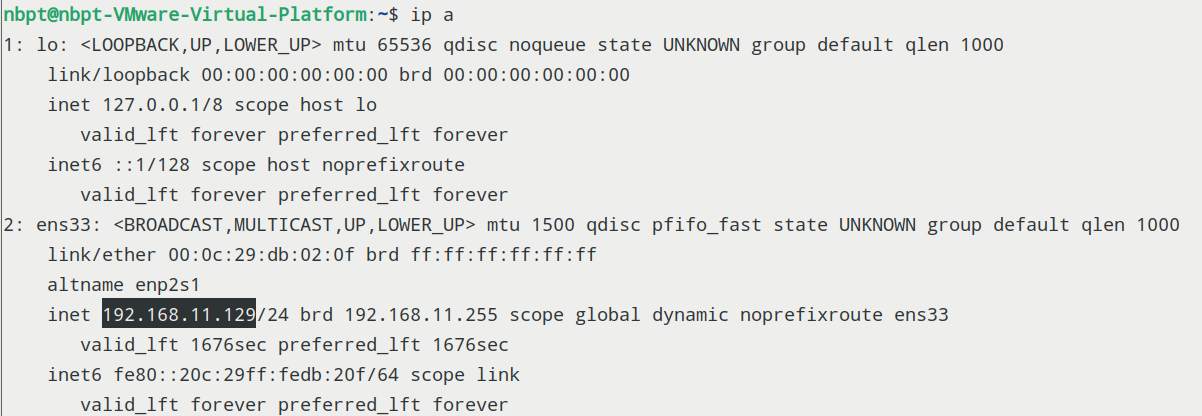 nbpt@nbpt-VMware-Virtual-Platform:~$ ip a
1: lo: <LOOPBACK,UP,LOWER_UP> mtu 65536 qdisc noqueue state UNKNOWN group default qlen 1000
    link/loopback 00:00:00:00:00:00 brd 00:00:00:00:00:00
    inet 127.0.0.1/8 scope host lo
       valid_lft forever preferred_lft forever
    inet6 ::1/128 scope host noprefixroute
       valid_lft forever preferred_lft forever
2: ens33: <BROADCAST,MULTICAST,UP,LOWER_UP> mtu 1500 qdisc pfifo_fast state UNKNOWN group default qlen 1000
    link/ether 00:0c:29:db:02:0f brd ff:ff:ff:ff:ff:ff
    altname enp2s1
    inet 192.168.11.129/24 brd 192.168.11.255 scope global dynamic noprefixroute ens33
       valid_lft 1676sec preferred_lft 1676sec
    inet6 fe80::20c:29ff:fedb:20f/64 scope link
       valid_lft forever preferred_lft forever